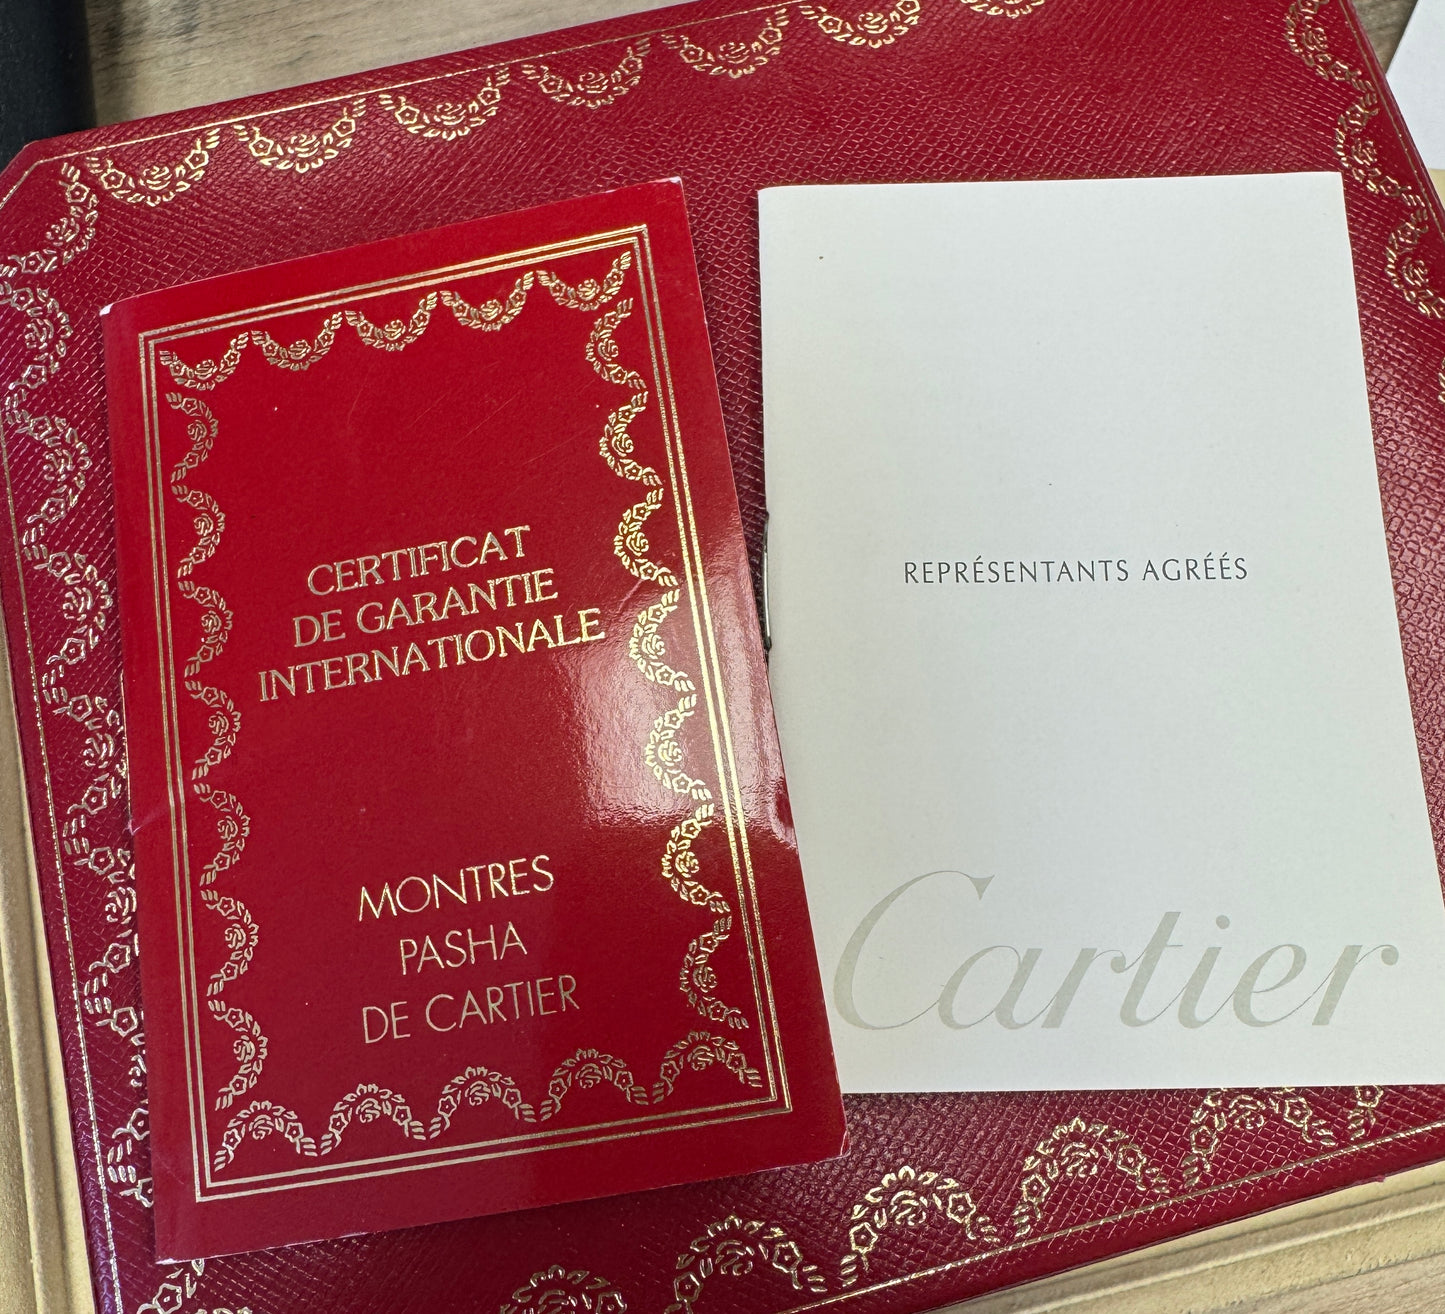 CERTIFICAT
DE GARANTIE
INTERNATIONALE
MONTRES
PASHA
DE CARTIER
REPRÉSENTANTS AGRÉÉS
Cartier